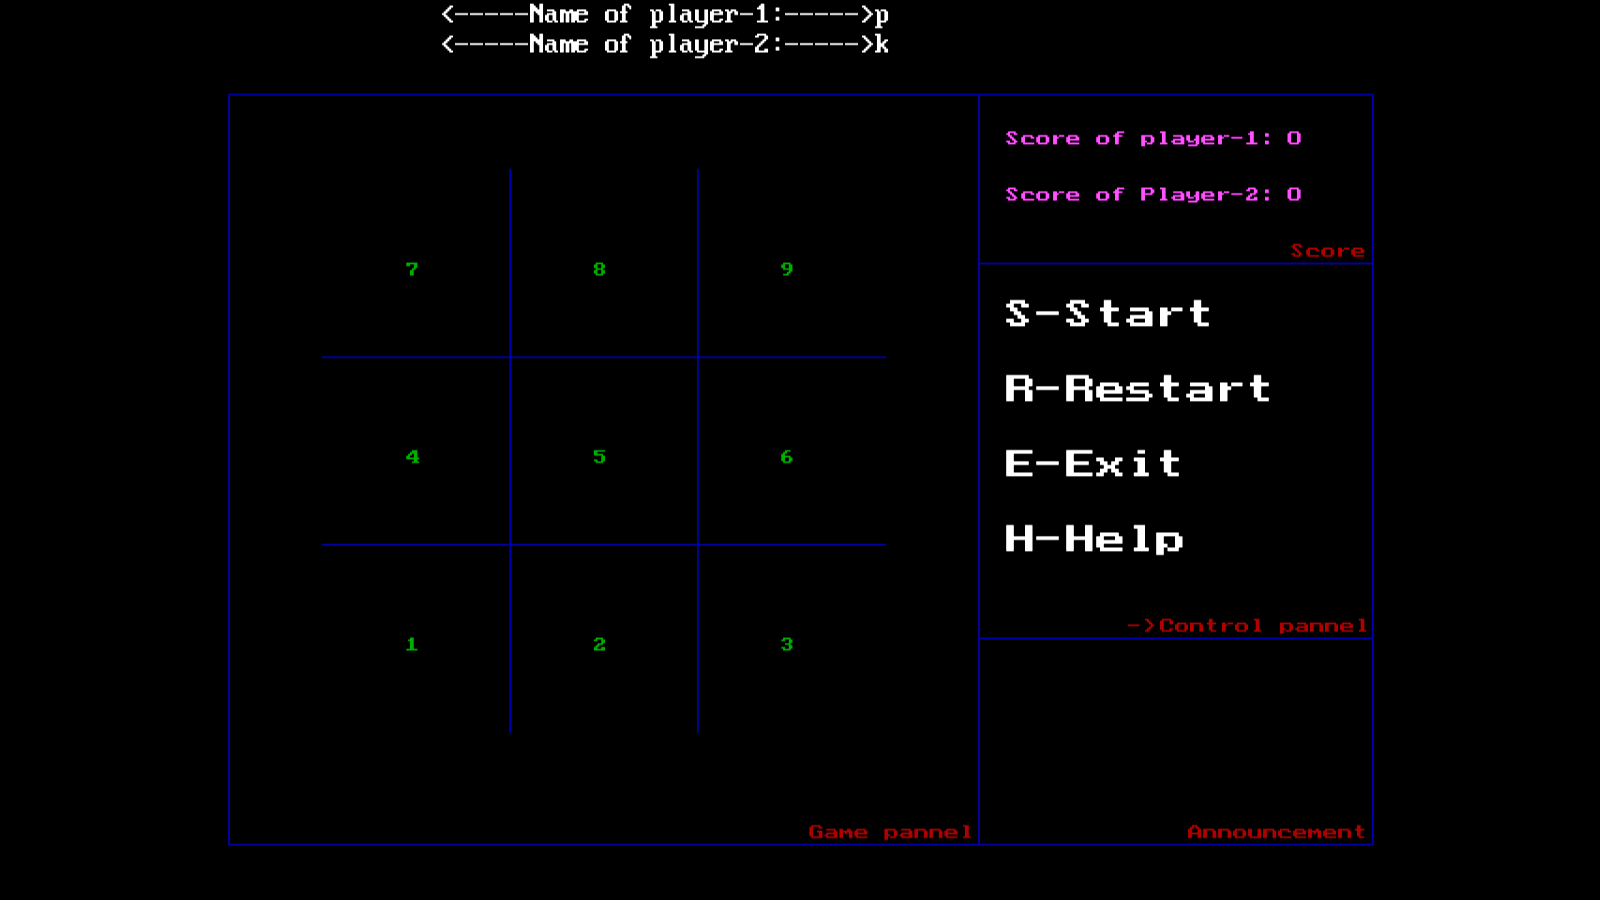 <-----Name of player-1:----->p
<-----Name of player-2:----->k
Score of player-1: 0
Score of Player-2: 0
Score
7 8 9
S-Start
R-Restart
4 5 6
E-Exit
H-Help
->Control pannel
1 2 3
Game pannel
Announcement